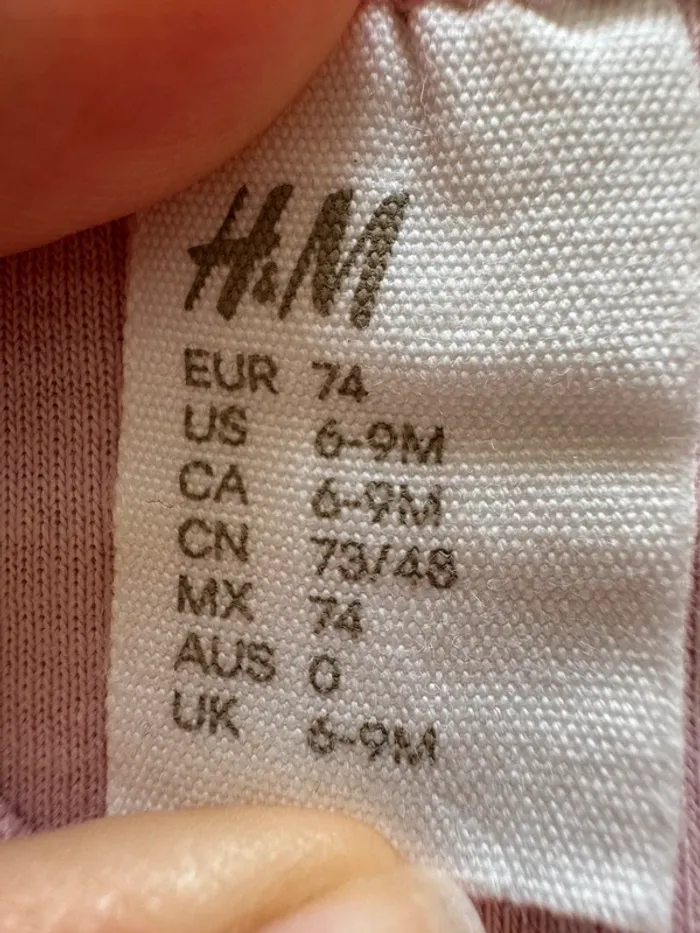 H&M
EUR 74
US 6-9M
CA 6-9M
CN 73/48
MX 74
AUS 0
UK 6-9M